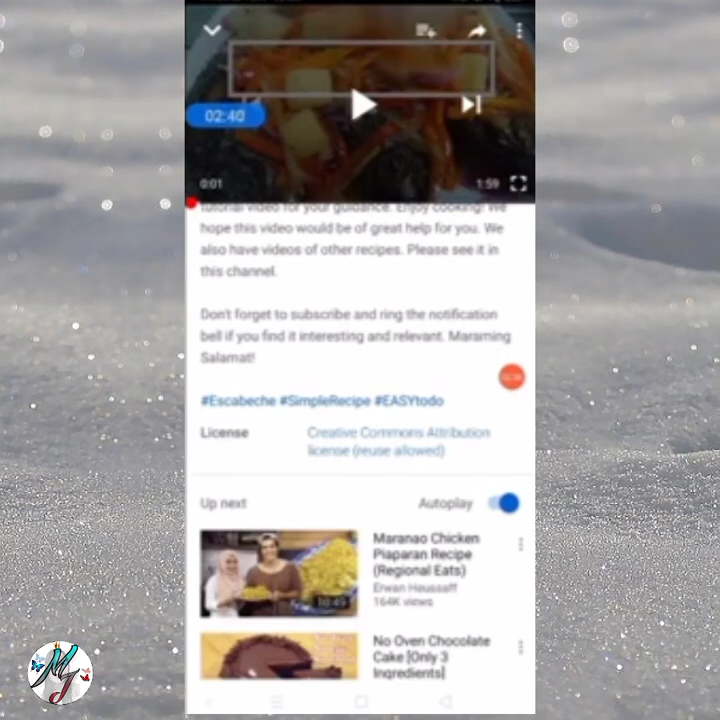 02:40
0:01
1:59
tutorial video for your guidance. Enjoy cooking! We
hope this video would be of great help for you. We
also have videos of other recipes. Please see it in
this channel.
Don't forget to subscribe and ring the notification
bell if you find it interesting and relevant. Maraming
Salamat!
#Escabeche #SimpleRecipe #EASYtodo
License
Creative Commons Attribution
license (reuse allowed)
Up next
Autoplay
Maranao Chicken
Piaparan Recipe
(Regional Eats)
Erwan Heussaff
164K views
10:49
No Oven Chocolate
Cake [Only 3
Ingredients]
MJ